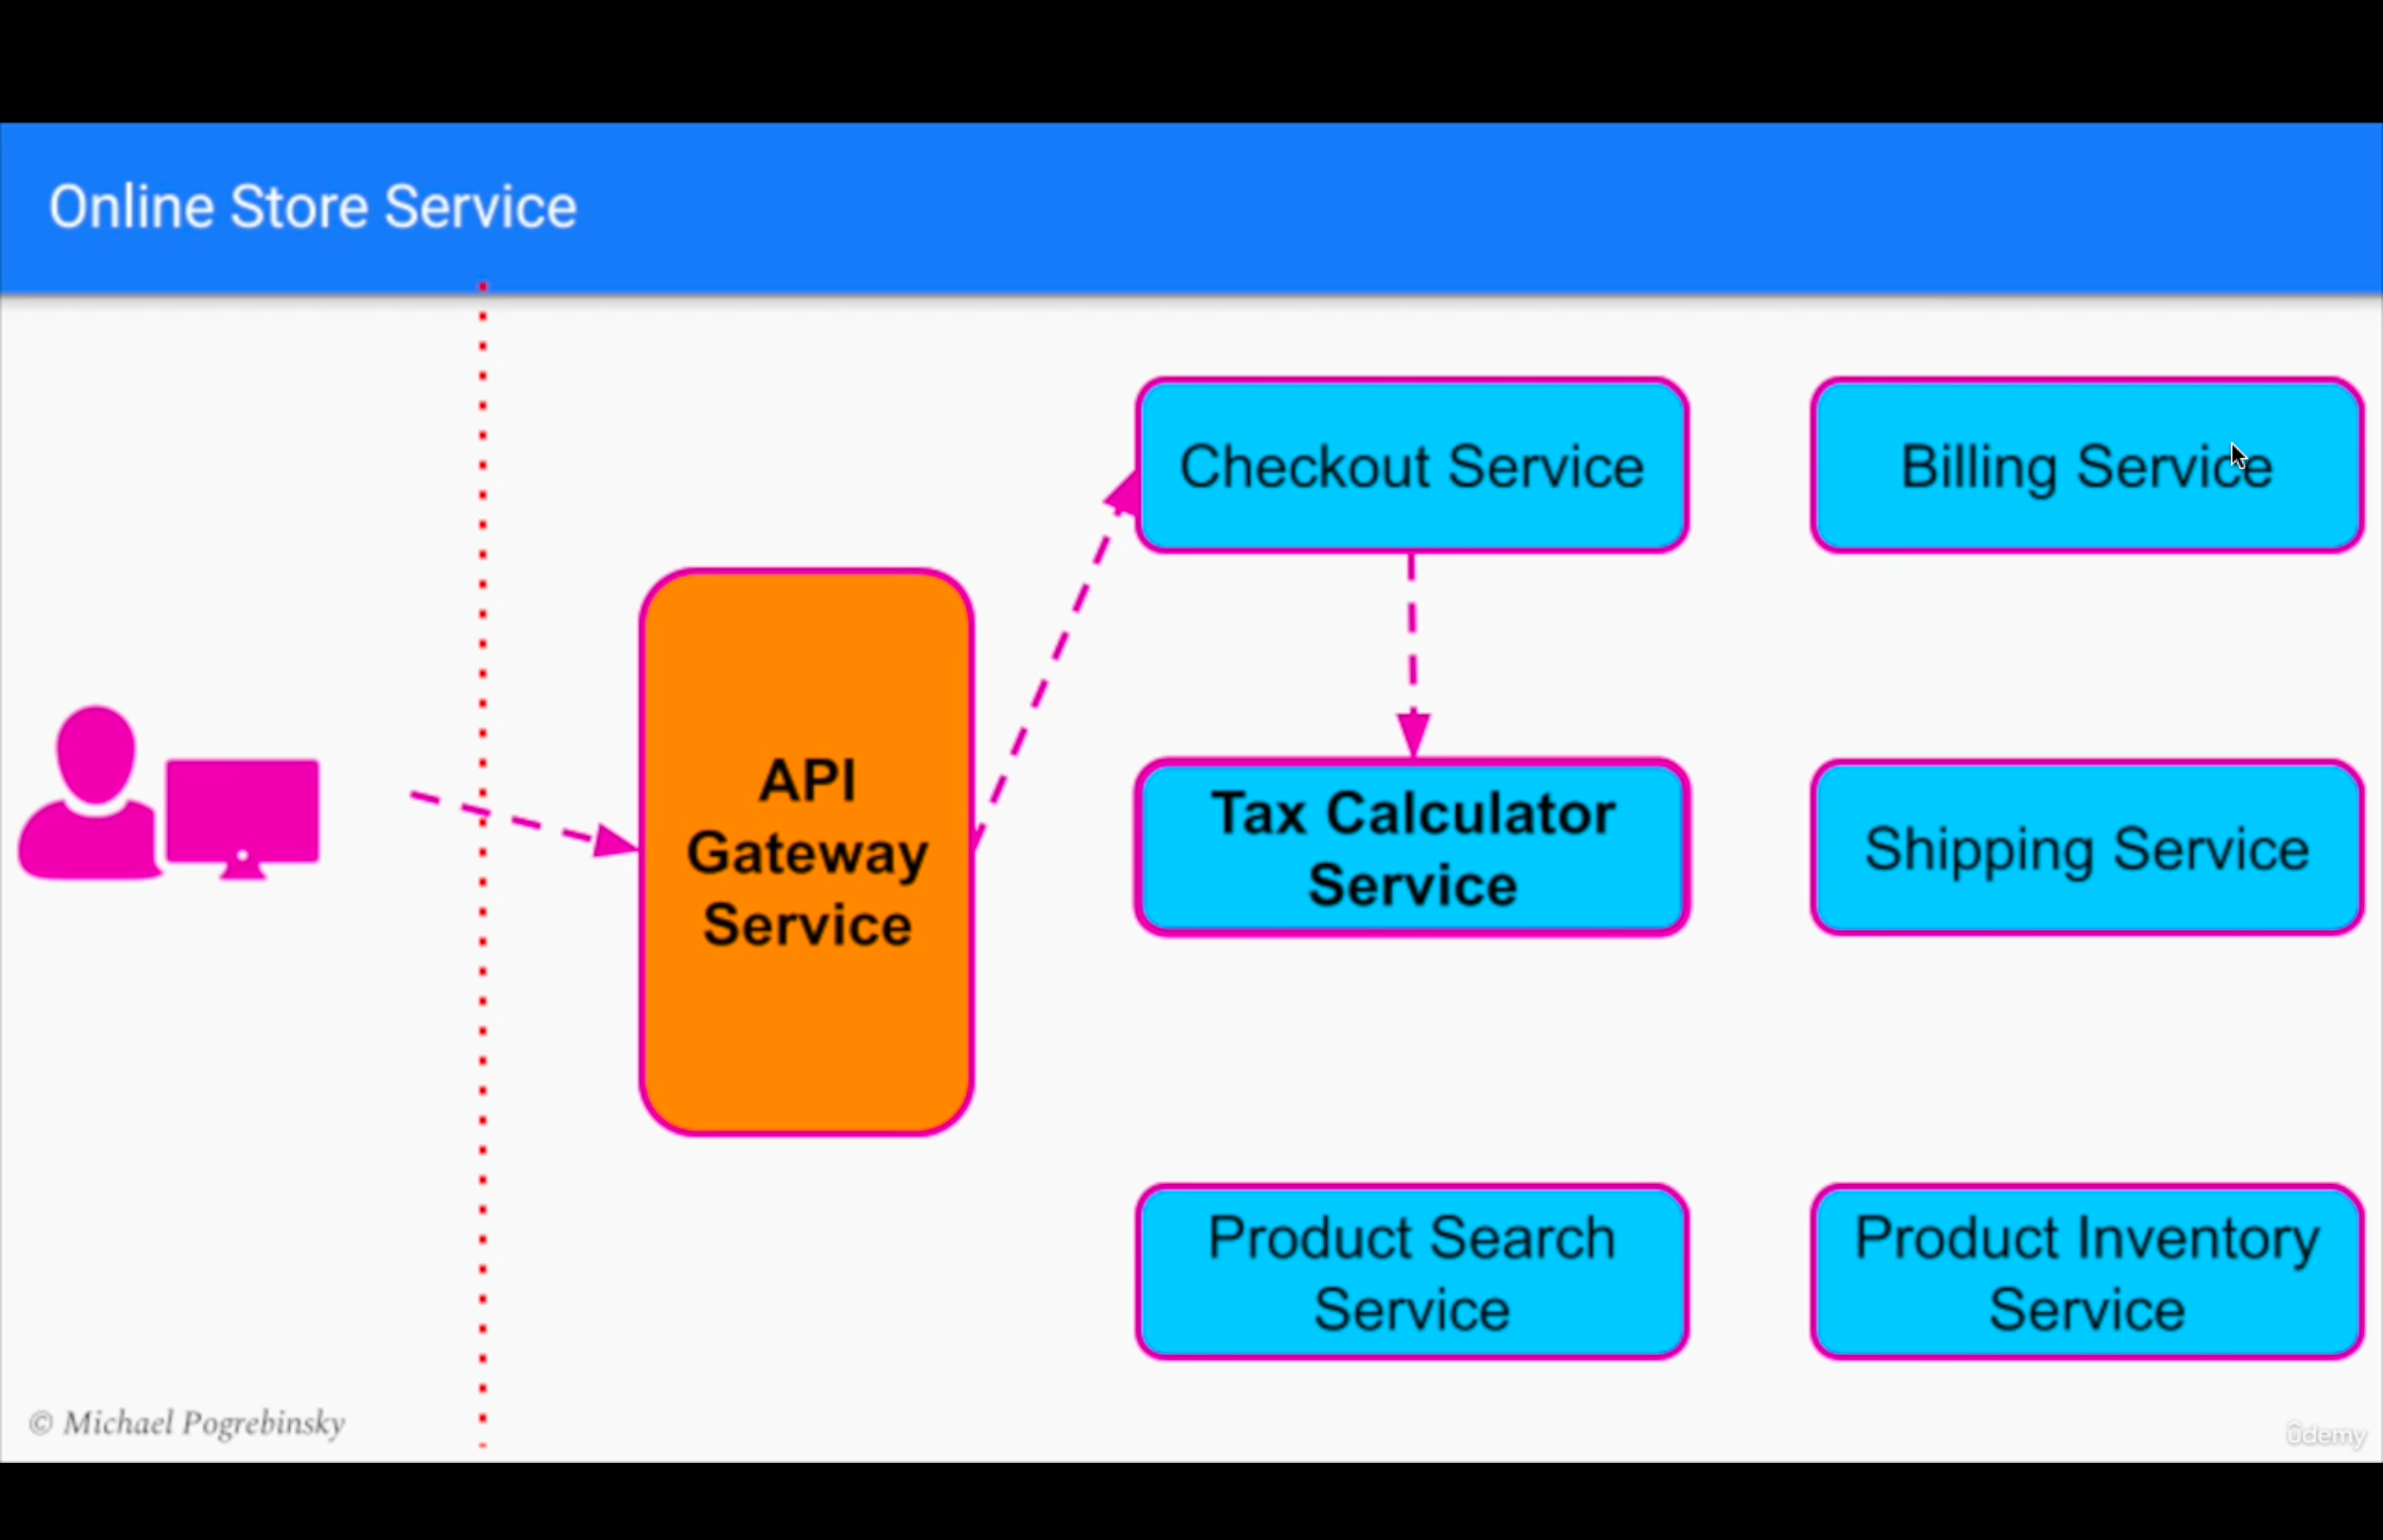 Online Store Service
Checkout Service
Billing Service
API
Gateway
Service
Tax Calculator
Service
Shipping Service
Product Search
Service
Product Inventory
Service
© Michael Pogrebinsky
ûdemy